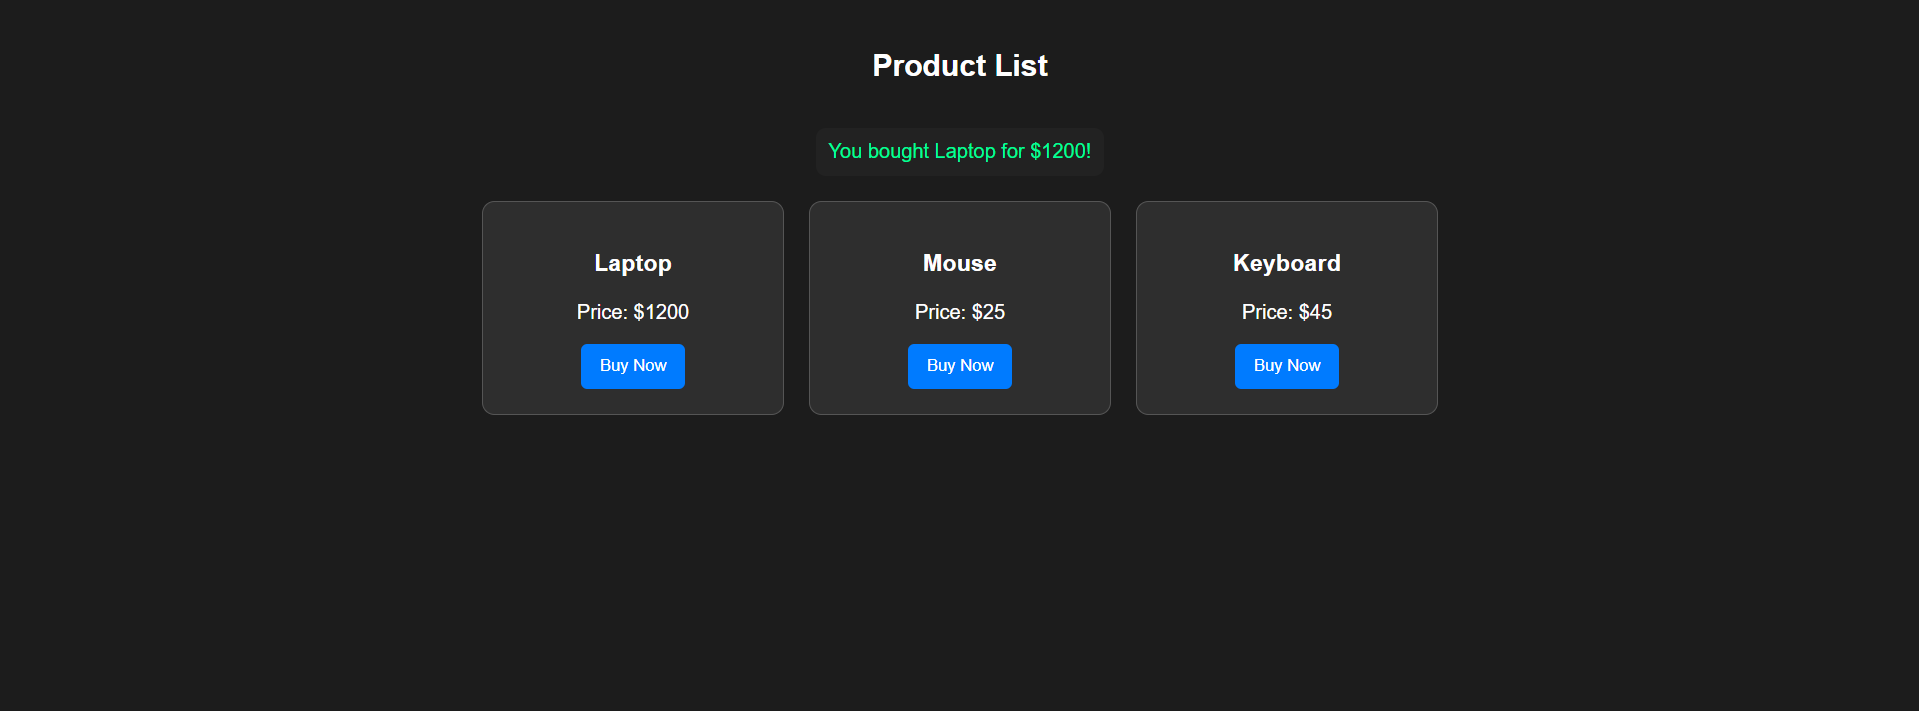 Product List
You bought Laptop for $1200!
Laptop
Price: $1200
Buy Now
Mouse
Price: $25
Buy Now
Keyboard
Price: $45
Buy Now